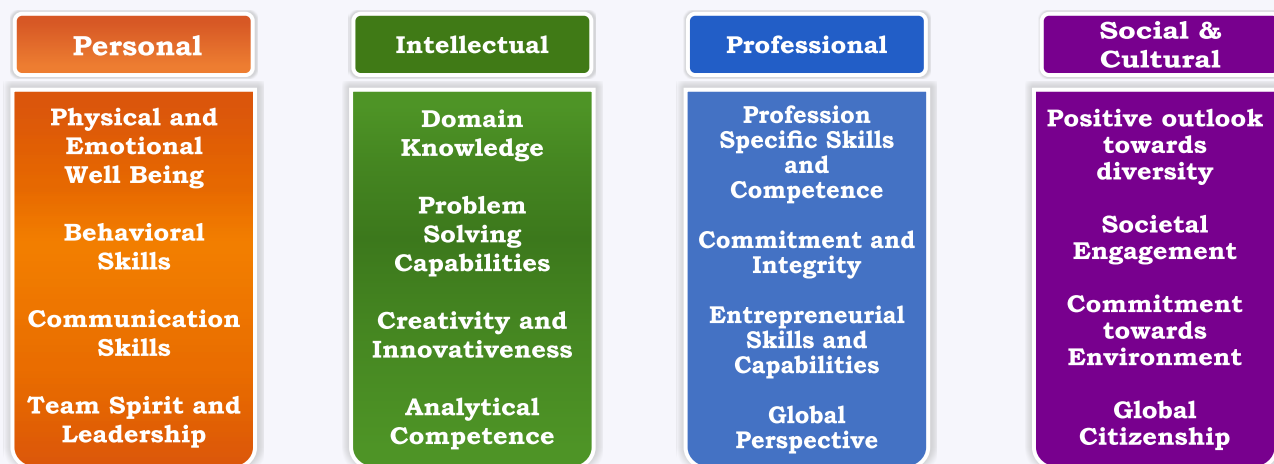 Personal
Physical and
Emotional
Well Being
Behavioral
Skills
Communication
Skills
Team Spirit and
Leadership
Intellectual
Domain
Knowledge
Problem
Solving
Capabilities
Creativity and
Innovativeness
Analytical
Competence
Professional
Profession
Specific Skills
and
Competence
Commitment and
Integrity
Entrepreneurial
Skills and
Capabilities
Global
Perspective
Social &
Cultural
Positive outlook
towards
diversity
Societal
Engagement
Commitment
towards
Environment
Global
Citizenship